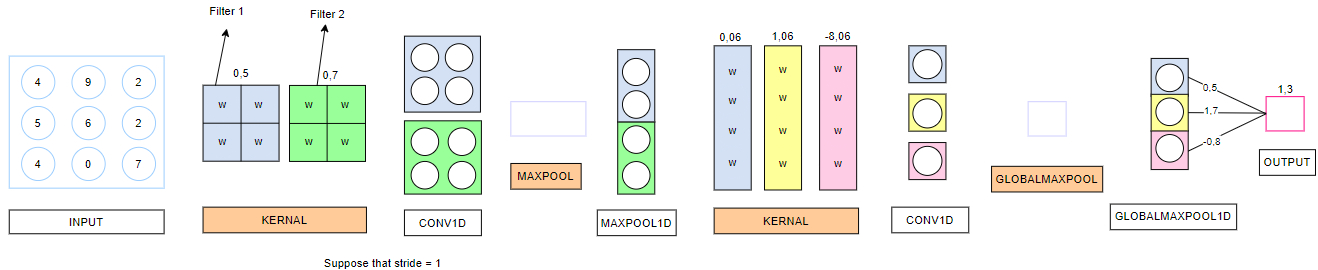 Filter 1
Filter 2
0,5
0,7
4 9 2
5 6 2
4 0 7
w w
w w
w w
w w
0,06 1,06 -8,06
w w w
w w w
w w w
w w w
0,5
1,7
-0,8
1,3
INPUT
KERNAL
CONV1D
MAXPOOL
MAXPOOL1D
KERNAL
CONV1D
GLOBALMAXPOOL
GLOBALMAXPOOL1D
OUTPUT
Suppose that stride = 1